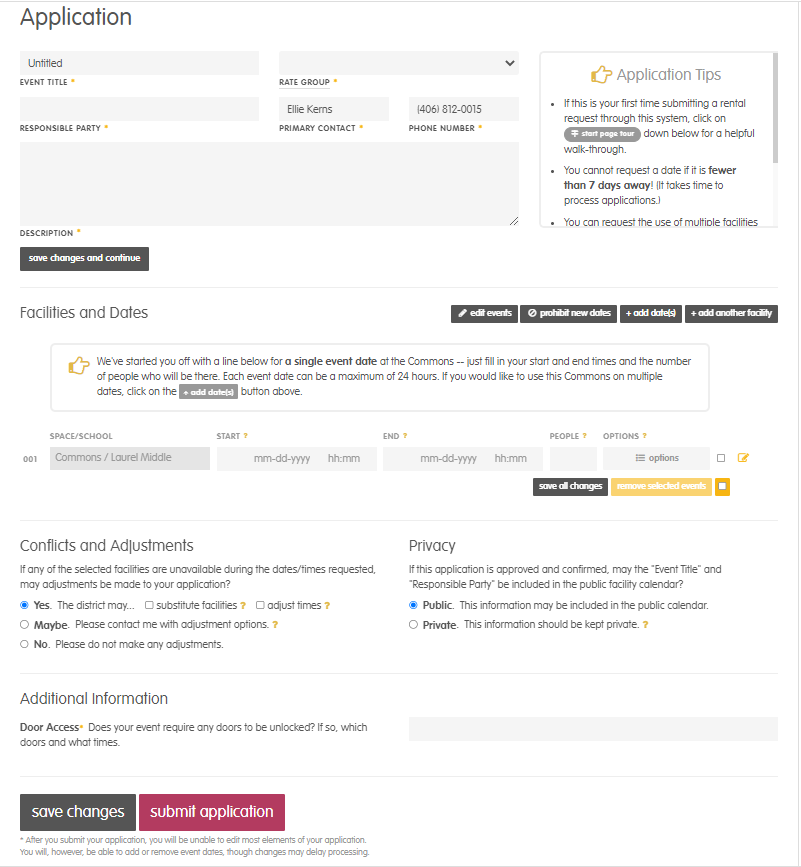 Application
Untitled
EVENT TITLE *
RATE GROUP *
RESPONSIBLE PARTY *
Ellie Kerns
PRIMARY CONTACT *
(406) 812-0015
PHONE NUMBER *
DESCRIPTION *
save changes and continue
Application Tips
• If this is your first time submitting a rental
request through this system, click on
start page tour down below for a helpful
walk-through.
• You cannot request a date if it is fewer
than 7 days away! (It takes time to
process applications.)
• You can request the use of multiple facilities
Facilities and Dates
edit events
prohibit new dates
+ add date(s)
+ add another facility
We've started you off with a line below for a single event date at the Commons -- just fill in your start and end times and the number
of people who will be there. Each event date can be a maximum of 24 hours. If you would like to use this Commons on multiple
dates, click on the + add date(s) button above.
SPACE/SCHOOL START ? END ? PEOPLE ? OPTIONS ?
001 Commons / Laurel Middle mm-dd-yyyy hh:mm mm-dd-yyyy hh:mm options
save all changes remove selected events
Conflicts and Adjustments
If any of the selected facilities are unavailable during the dates/times requested,
may adjustments be made to your application?
Yes. The district may... substitute facilities ? adjust times ?
Maybe. Please contact me with adjustment options. ?
No. Please do not make any adjustments.
Privacy
If this application is approved and confirmed, may the "Event Title" and
"Responsible Party" be included in the public facility calendar?
Public. This information may be included in the public calendar.
Private. This information should be kept private. ?
Additional Information
Door Access* Does your event require any doors to be unlocked? If so, which
doors and what times.
save changes
submit application
* After you submit your application, you will be unable to edit most elements of your application.
You will, however, be able to add or remove event dates, though changes may delay processing.